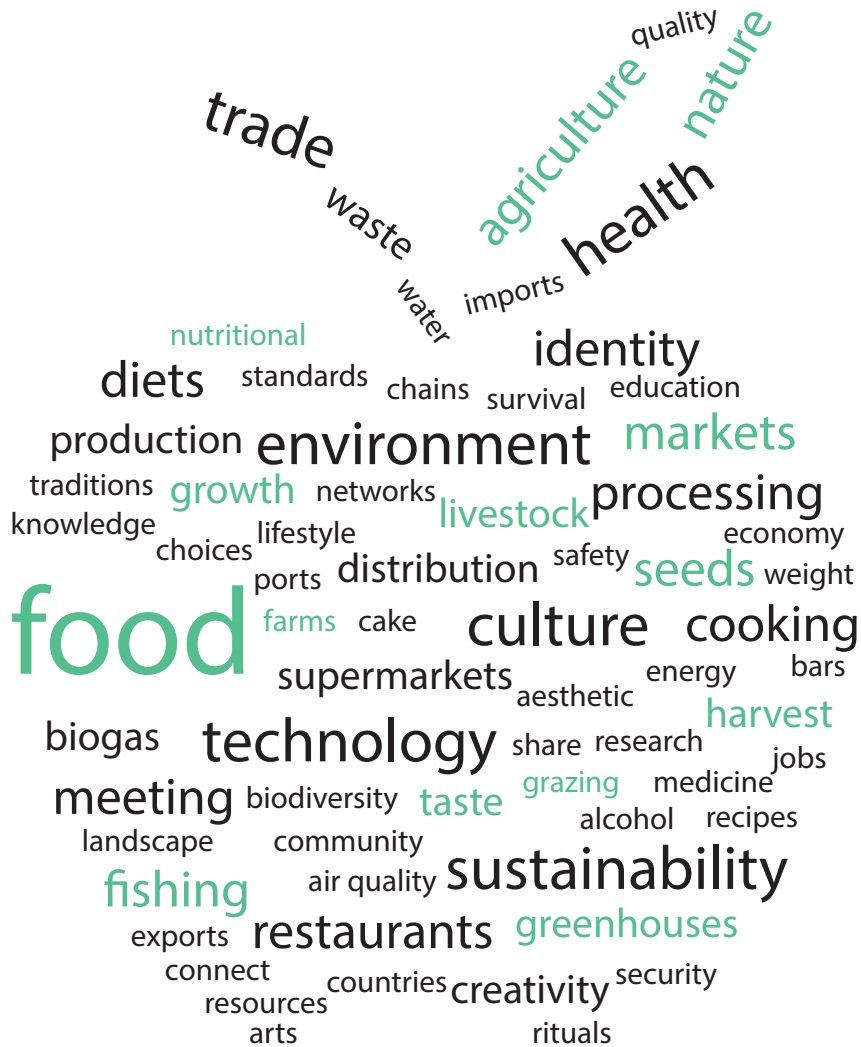 quality
nature
agriculture
trade
health
waste
water
imports
nutritional
identity
diets
standards
chains
survival
education
production
environment
markets
traditions
growth
networks
livestock
processing
knowledge
choices
lifestyle
economy
ports
distribution
safety
seeds
weight
food
farms
cake
culture
cooking
supermarkets
aesthetic
energy
bars
harvest
biogas
technology
share
research
jobs
meeting
biodiversity
taste
grazing
medicine
alcohol
recipes
landscape
community
fishing
air quality
sustainability
exports
restaurants
greenhouses
connect
resources
countries
creativity
security
arts
rituals